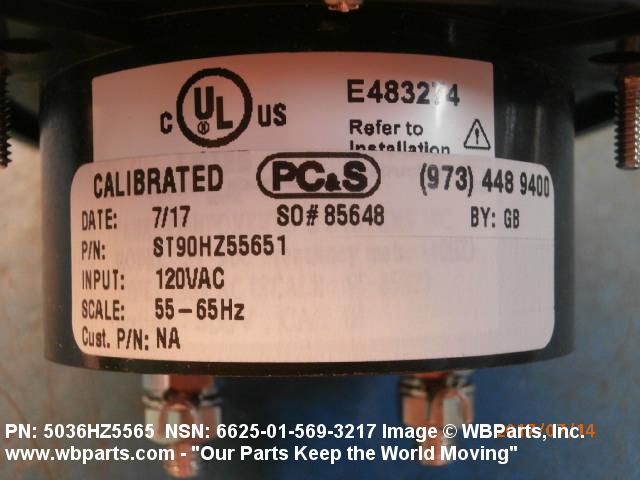 C UL US
E483274
Refer to
Installation
CALIBRATED PC&S (973) 448 9400
DATE: 7/17 SO# 85648 BY: GB
P/N: ST90HZ55651
INPUT: 120VAC
SCALE: 55-65Hz
Cust. P/N: NA
PN: 5036HZ5565 NSN: 6625-01-569-3217 Image © WBParts, Inc.
www.wbparts.com - "Our Parts Keep the World Moving"